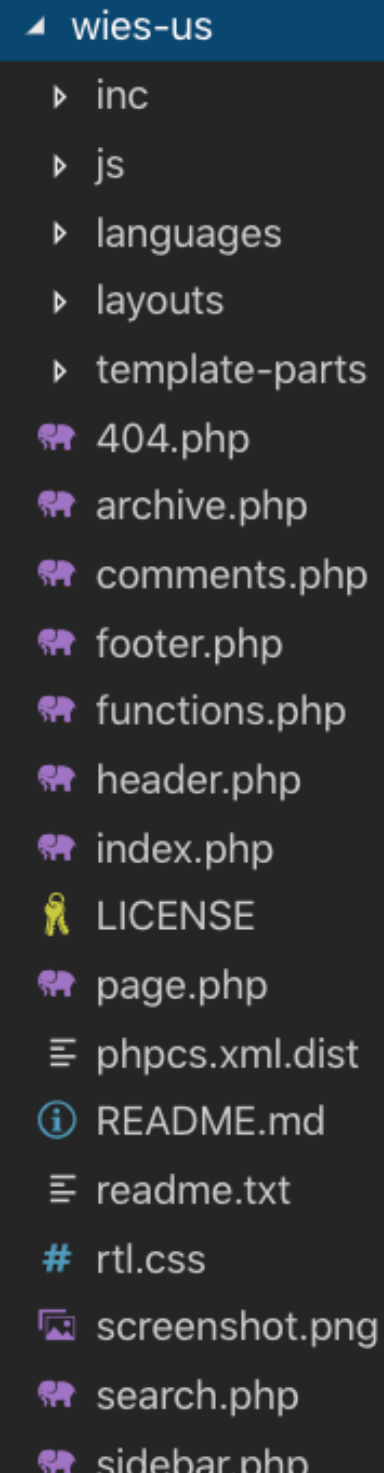 wies-us
inc
js
languages
layouts
template-parts
404.php
archive.php
comments.php
footer.php
functions.php
header.php
index.php
LICENSE
page.php
phpcs.xml.dist
README.md
readme.txt
rtl.css
screenshot.png
search.php
sidebar.php